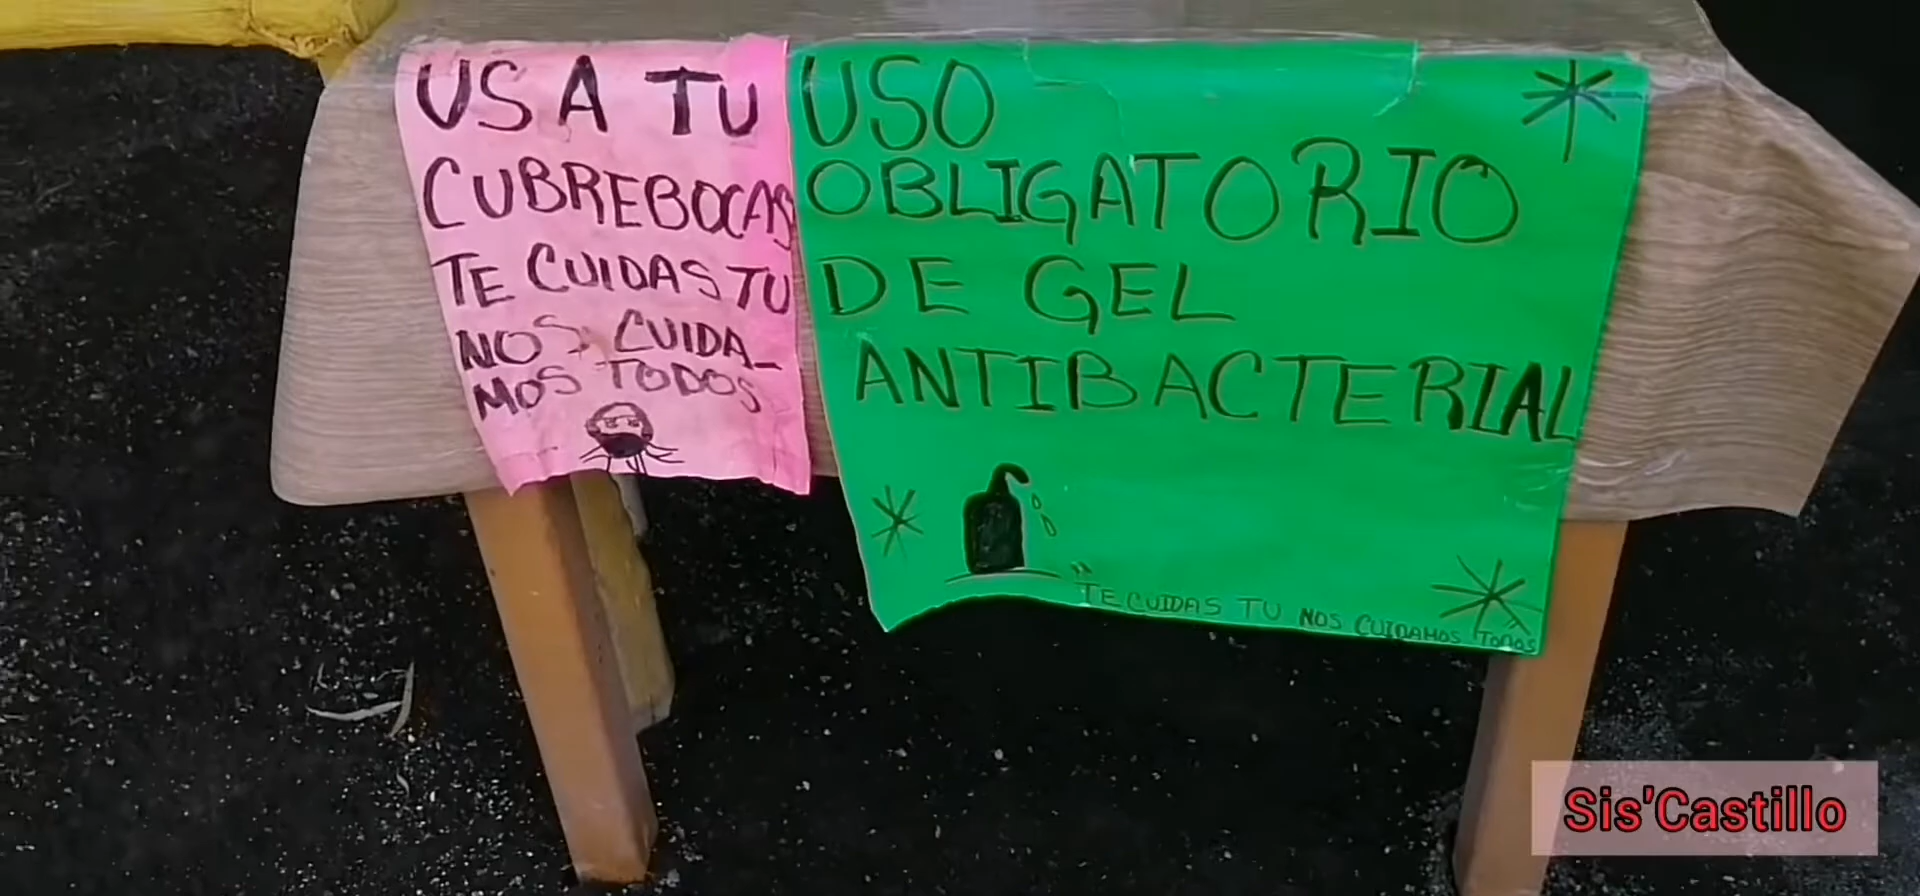 USA TU
CUBREBOCAS
TE CUIDAS TU
NOS CUIDA-
MOS TODOS
USO
OBLIGATORIO
DE GEL
ANTIBACTERIAL
"TE CUIDAS TU NOS CUIDAMOS TODOS
Sis'Castillo